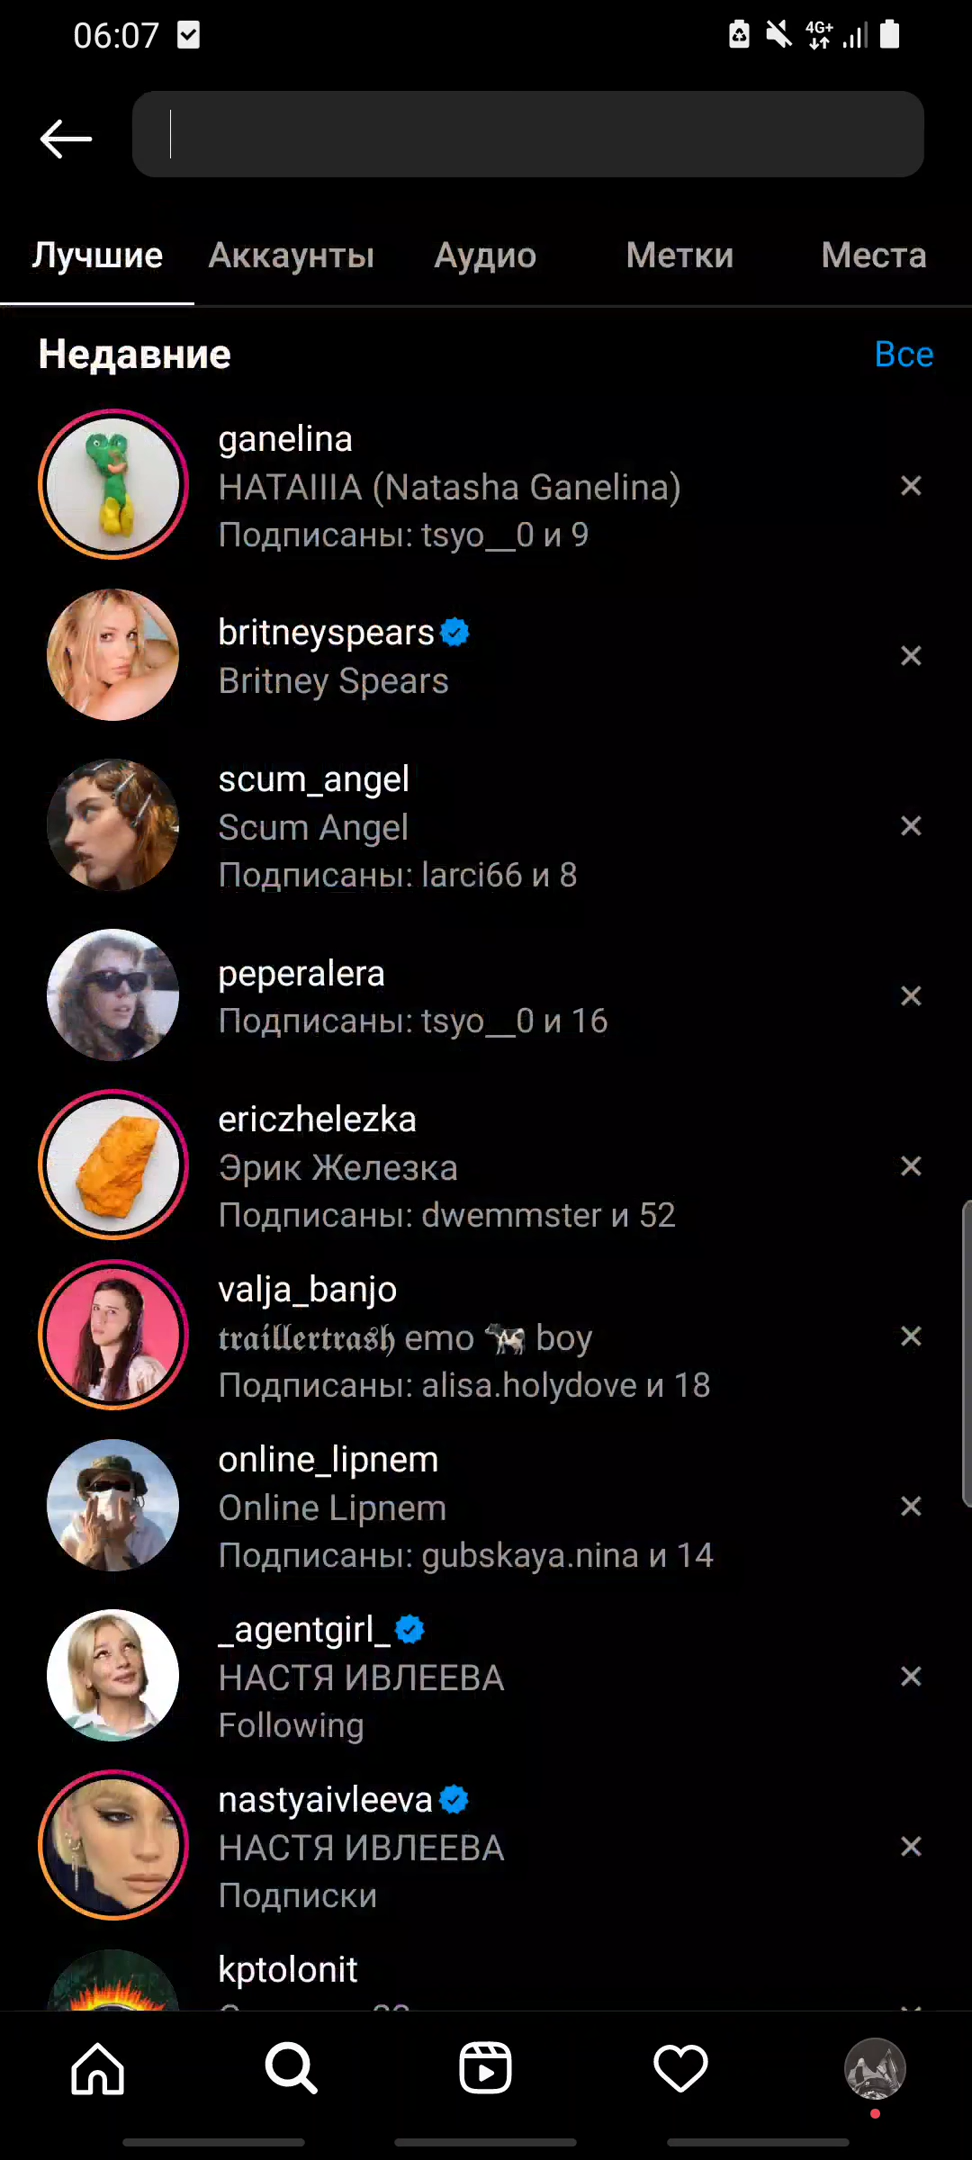 06:07
4G+
Лучшие Аккаунты Аудио Метки Места
Недавние Все
ganelina
НАТАIIIА (Natasha Ganelina)
Подписаны: tsyo__0 и 9
britneyspears
Britney Spears
scum_angel
Scum Angel
Подписаны: larci66 и 8
peperalera
Подписаны: tsyo__0 и 16
ericzhelezka
Эрик Железка
Подписаны: dwemmster и 52
valja_banjo
𝔱𝔯𝔞𝔦𝔩𝔩𝔢𝔯𝔱𝔯𝔞𝔰𝔥 emo 🐄 boy
Подписаны: alisa.holydove и 18
online_lipnem
Online Lipnem
Подписаны: gubskaya.nina и 14
_agentgirl_
НАСТЯ ИВЛЕЕВА
Following
nastyaivleeva
НАСТЯ ИВЛЕЕВА
Подписки
kptolonit